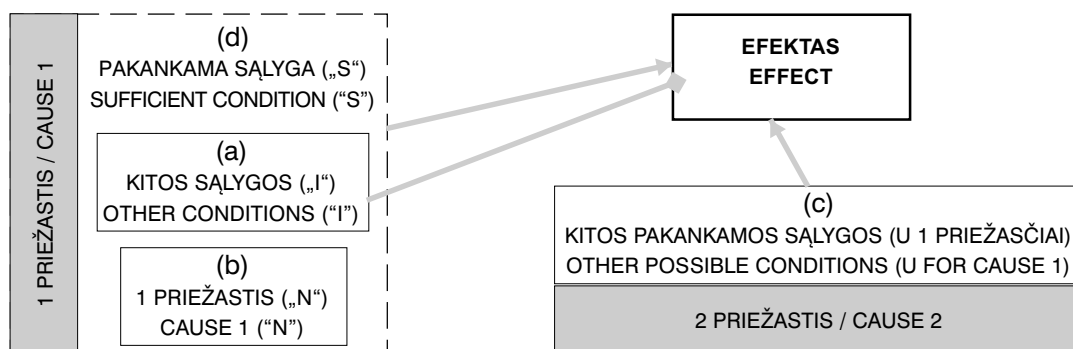 1 PRIEŽASTIS / CAUSE 1
(d)
PAKANKAMA SĄLYGA („S“)
SUFFICIENT CONDITION (“S”)
(a)
KITOS SĄLYGOS („I“)
OTHER CONDITIONS (“I”)
(b)
1 PRIEŽASTIS („N“)
CAUSE 1 (“N”)
EFEKTAS
EFFECT
(c)
KITOS PAKANKAMOS SĄLYGOS (U 1 PRIEŽASČIAI)
OTHER POSSIBLE CONDITIONS (U FOR CAUSE 1)
2 PRIEŽASTIS / CAUSE 2